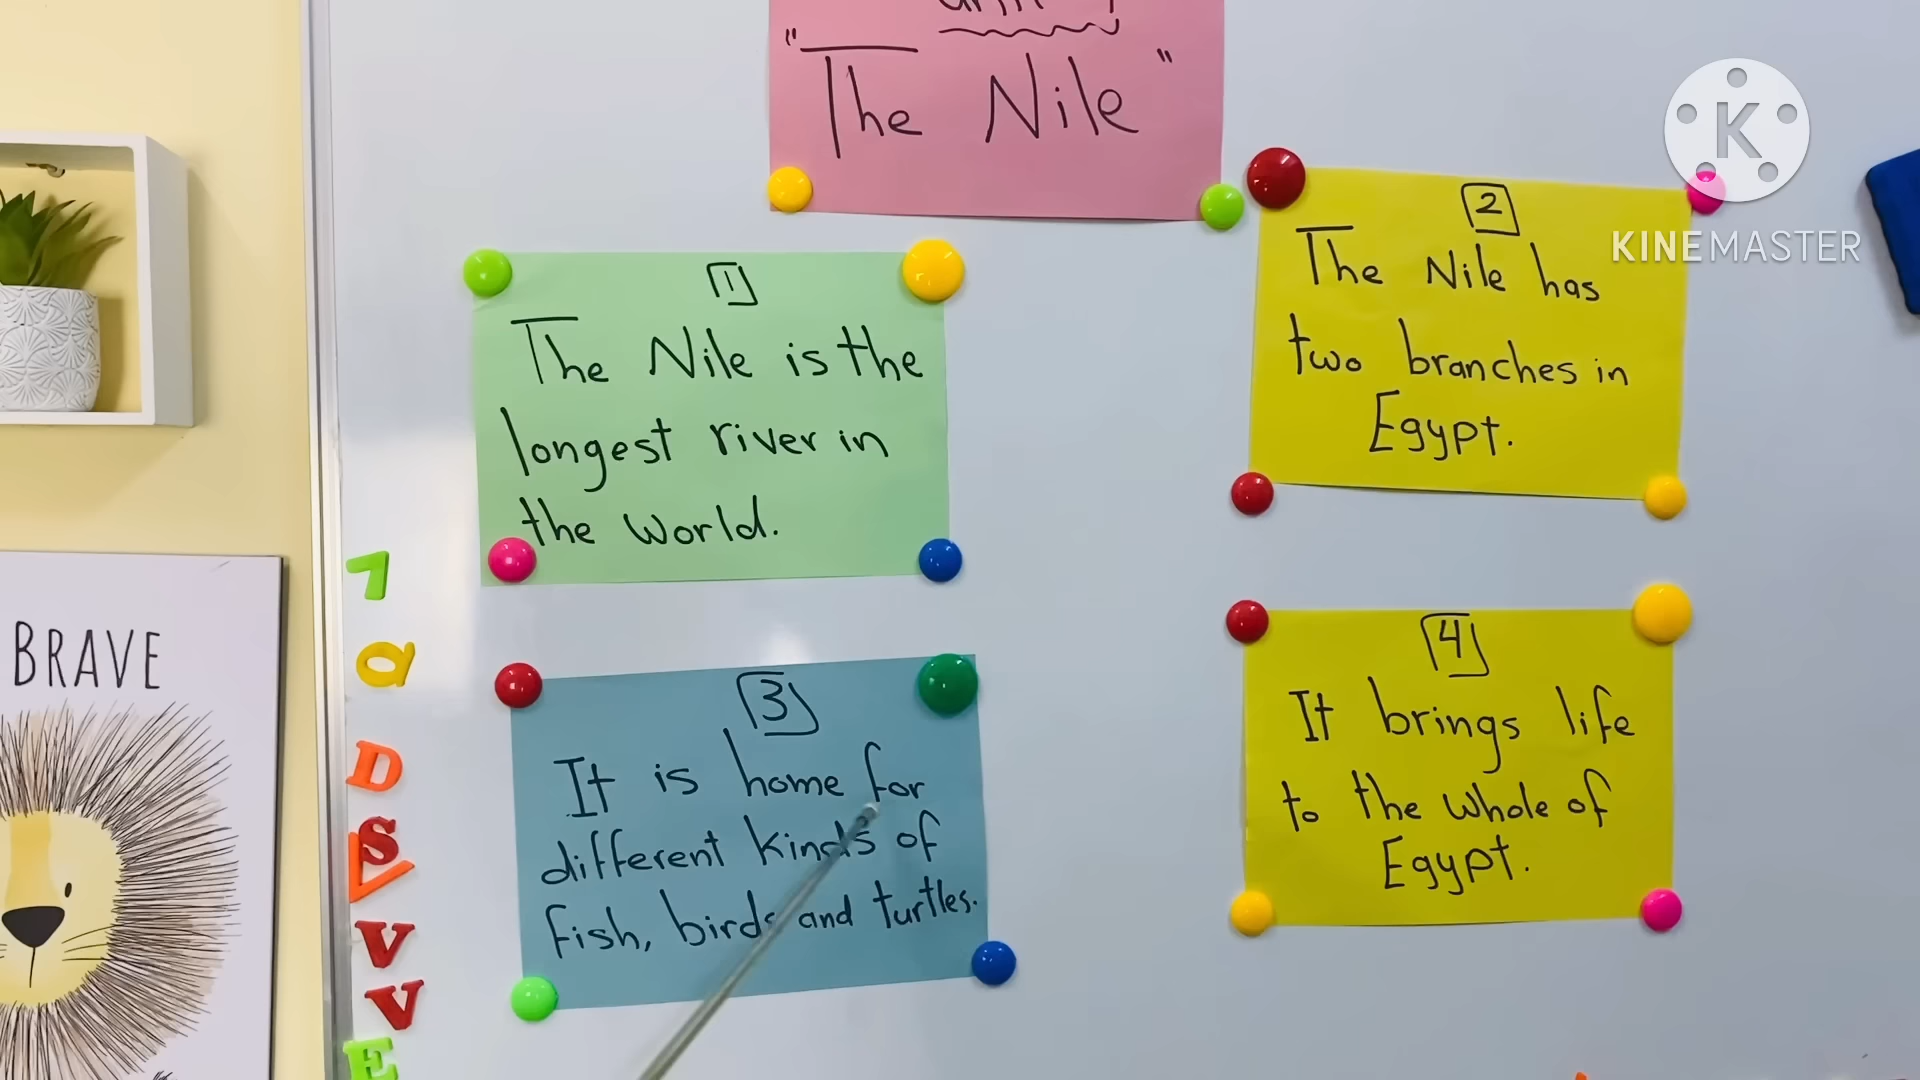 "The Nile"
1
The Nile is the
longest river in
the world.
2
The Nile has
two branches in
Egypt.
3
It is home for
different kinds of
fish, birds and turtles.
4
It brings life
to the whole of
Egypt.
K
KINEMASTER
BRAVE
7
a
D
S
V
V
E